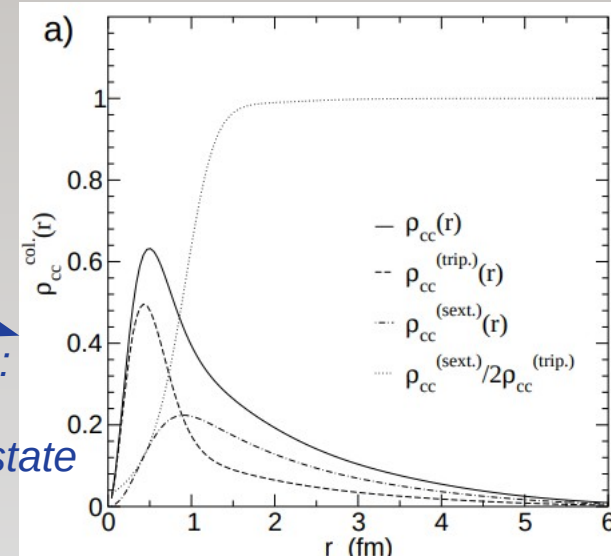 a)
1
0.8
0.6
0.4
0.2
0
ρcc^col.(r)
ρcc(r)
ρcc^(trip.)(r)
ρcc^(sext.)(r)
ρcc^(sext.)/2ρcc^(trip.)
:
state
0 1 2 3 4 5 6
r (fm)